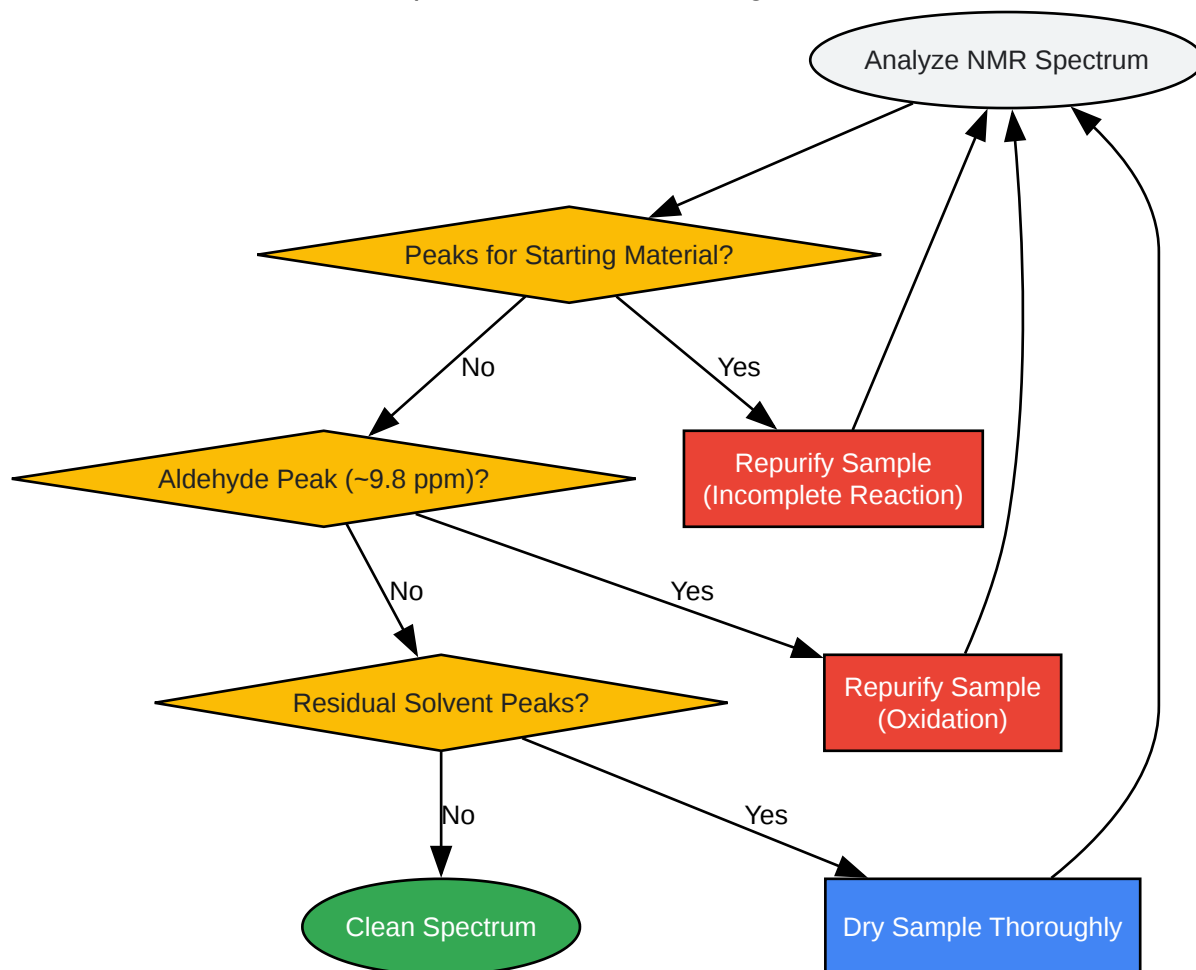 Analyze NMR Spectrum
Peaks for Starting Material?
No
Yes
Aldehyde Peak (~9.8 ppm)?
Repurify Sample
(Incomplete Reaction)
No
Yes
Residual Solvent Peaks?
Repurify Sample
(Oxidation)
No
Yes
Clean Spectrum
Dry Sample Thoroughly